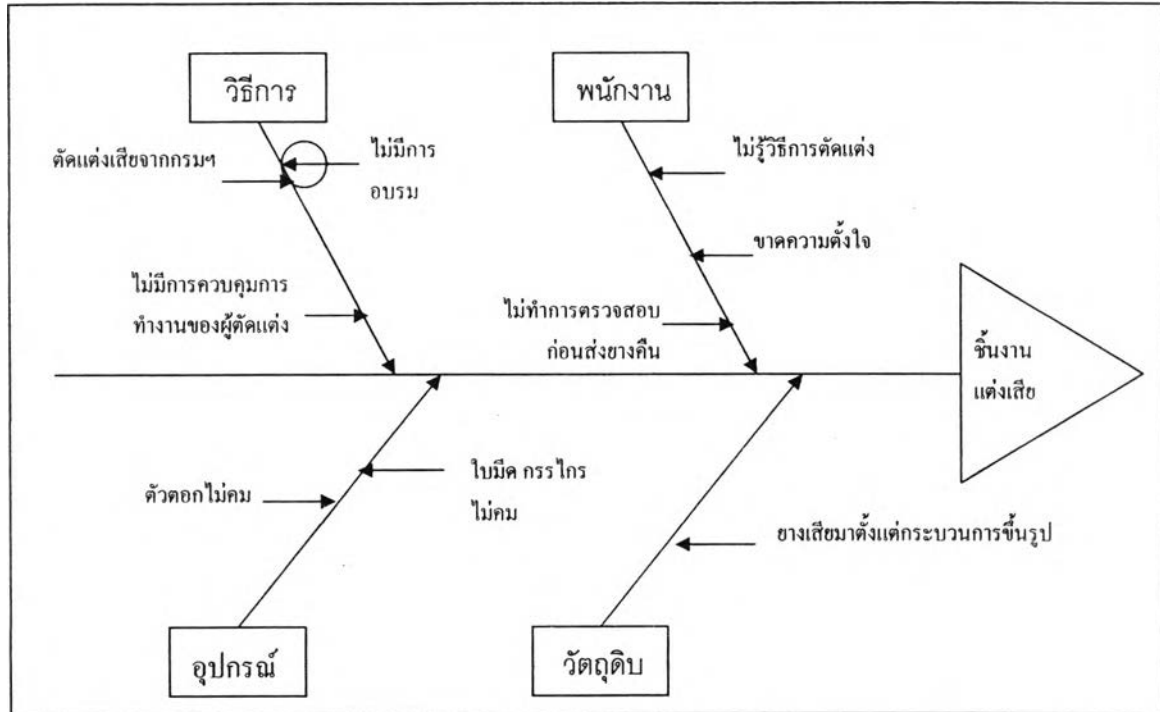 วิธีการ
พนักงาน
ตัดแต่งเสียจากกรมฯ
ไม่มีการ
อบรม
ไม่รู้วิธีการตัดแต่ง
ขาดความตั้งใจ
ไม่มีการควบคุมการ
ทำงานของผู้ตัดแต่ง
ไม่ทำการตรวจสอบ
ก่อนส่งยางคืน
ชิ้นงาน
แต่งเสีย
ตัวตอกไม่คม
ใบมีด กรรไกร
ไม่คม
ยางเสียมาตั้งแต่กระบวนการขึ้นรูป
อุปกรณ์
วัตถุดิบ